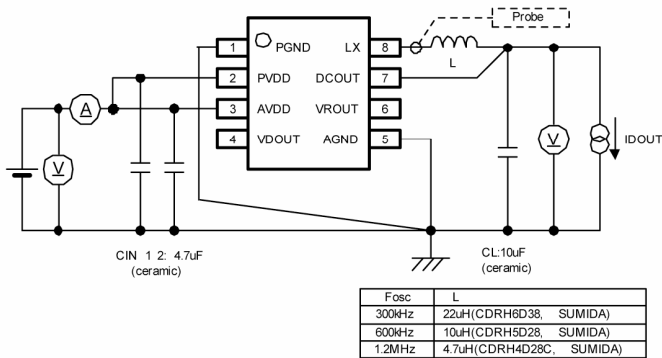 Probe
1 PGND LX 8
L
2 PVDD DCOUT 7
A
3 AVDD VROUT 6
4 VDOUT AGND 5
V
V
IDOUT
CIN 1 2: 4.7uF
(ceramic)
CL:10uF
(ceramic)
Fosc L
300kHz 22uH(CDRH6D38, SUMIDA)
600kHz 10uH(CDRH5D28, SUMIDA)
1.2MHz 4.7uH(CDRH4D28C, SUMIDA)